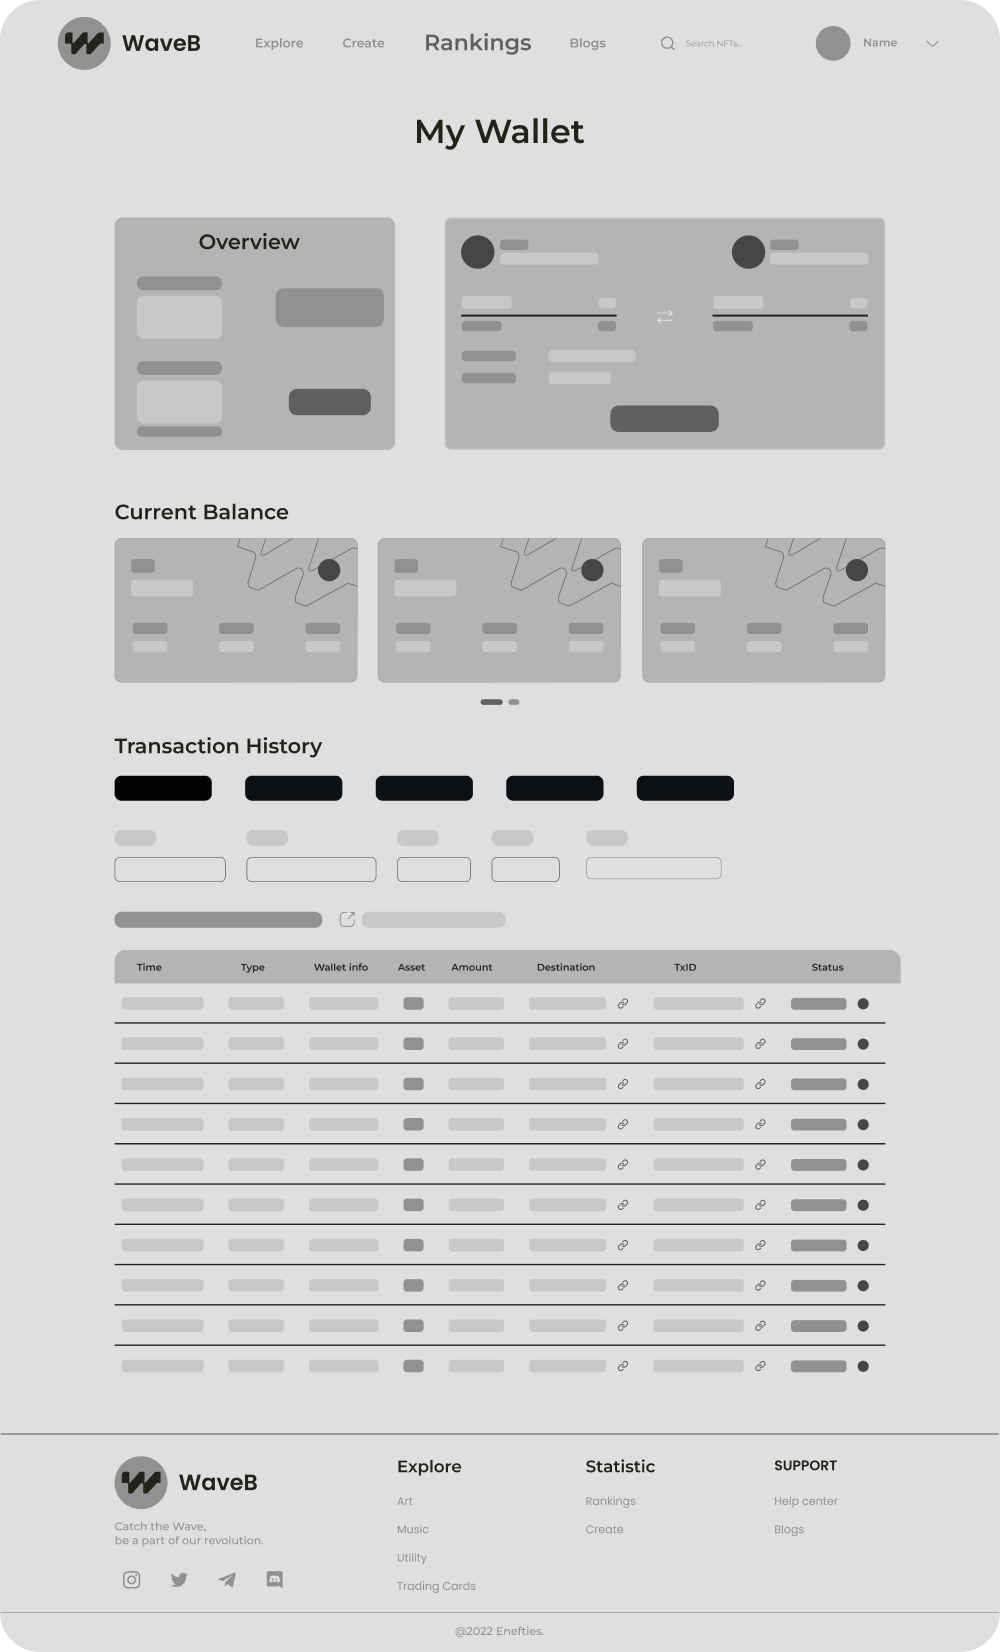 WaveB
Explore
Create
Rankings
Blogs
Search NFTs...
Name
My Wallet
Overview
Current Balance
Transaction History
Time Type Wallet info Asset Amount Destination TxID Status
WaveB
Catch the Wave,
be a part of our revolution.
Explore
Art
Music
Utility
Trading Cards
Statistic
Rankings
Create
SUPPORT
Help center
Blogs
@2022 Enefties.